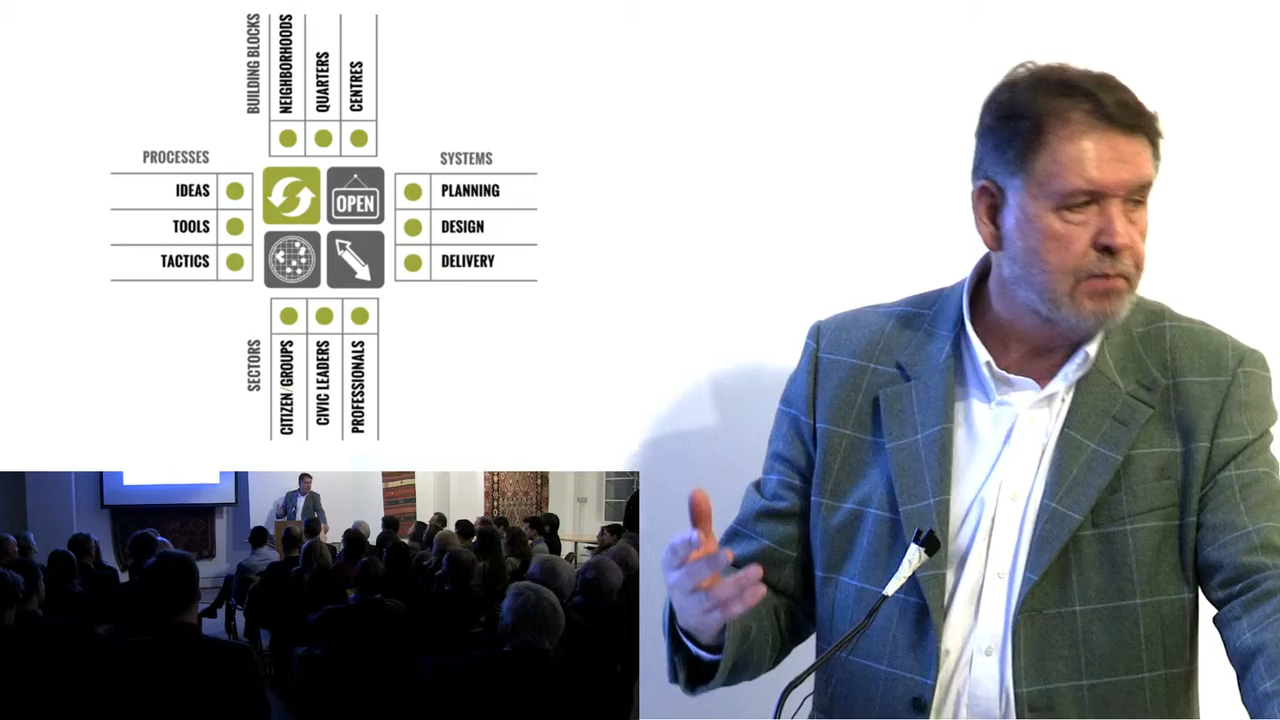 BUILDING BLOCKS
NEIGHBORHOODS
QUARTERS
CENTRES
PROCESSES
SYSTEMS
IDEAS
PLANNING
TOOLS
OPEN
DESIGN
TACTICS
DELIVERY
SECTORS
CITIZEN/GROUPS
CIVIC LEADERS
PROFESSIONALS